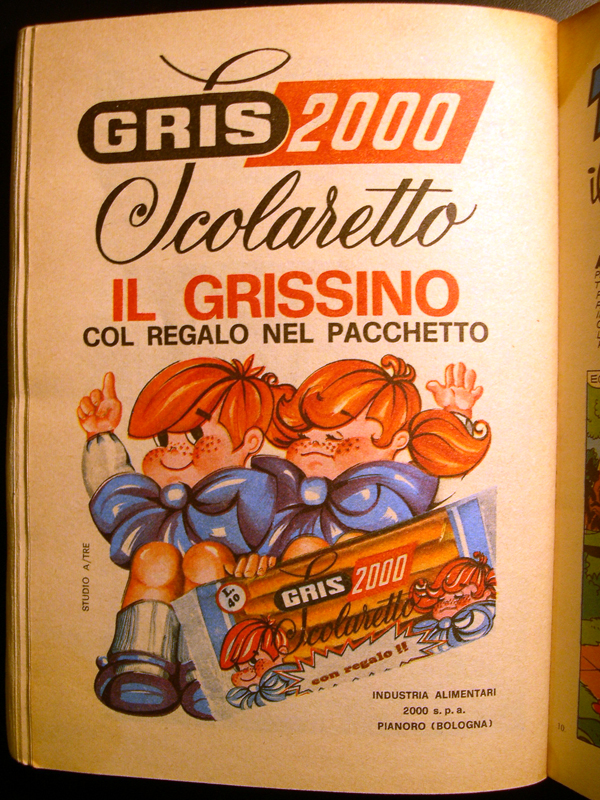 GRIS 2000
Scolaretto
IL GRISSINO
COL REGALO NEL PACCHETTO
STUDIO A/TRE
L. 40
GRIS 2000
Scolaretto
con regalo !!
INDUSTRIA ALIMENTARI
2000 s.p.a.
PIANORO (BOLOGNA)
10